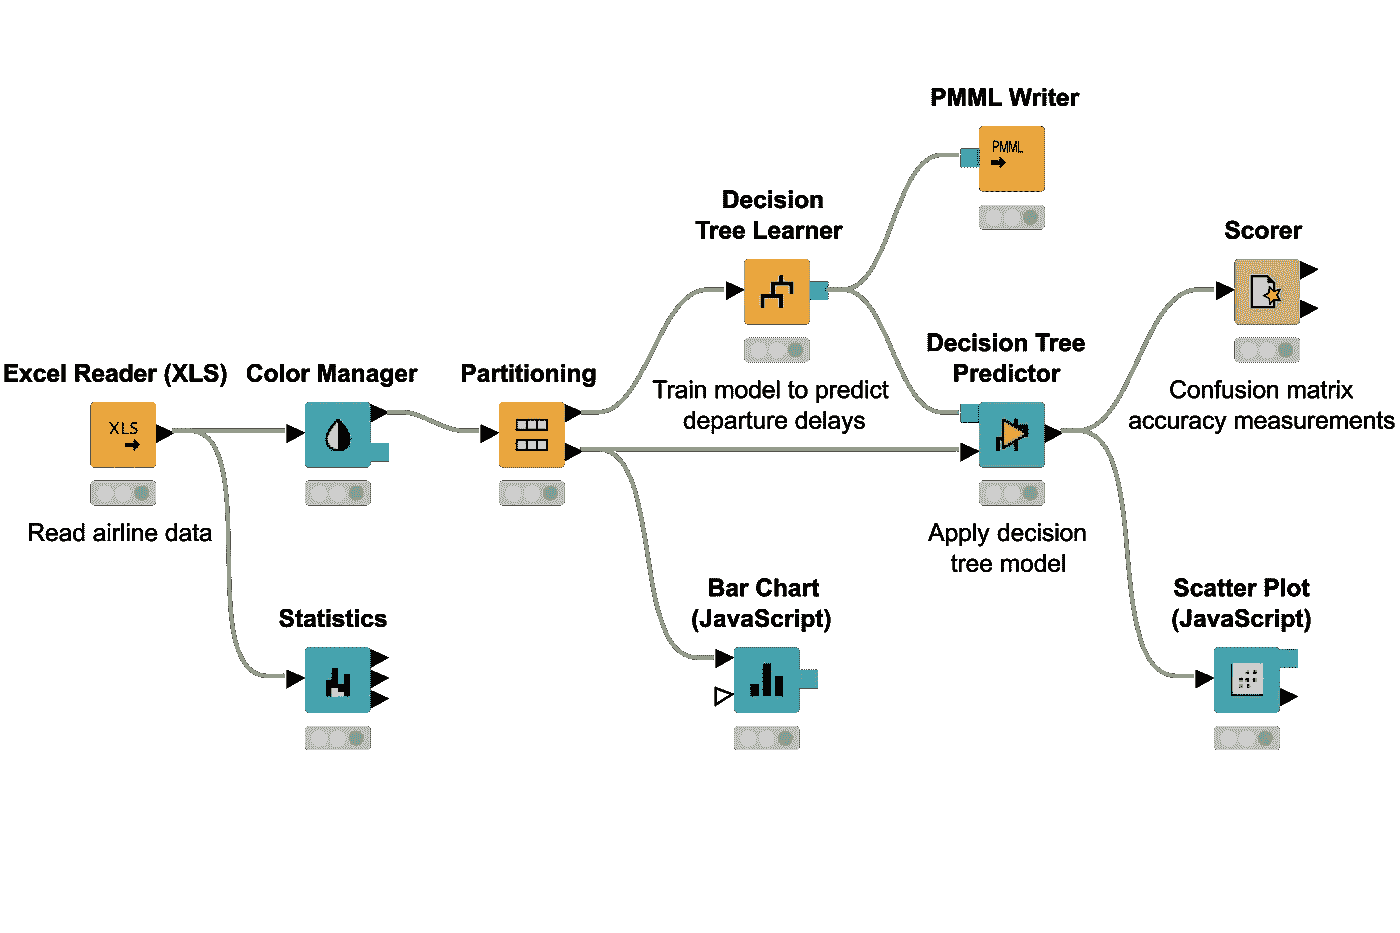 PMML Writer
PMML
Decision
Tree Learner
Scorer
Decision Tree
Predictor
Excel Reader (XLS)
Color Manager
Partitioning
Train model to predict
departure delays
Confusion matrix
accuracy measurements
XLS
Read airline data
Apply decision
tree model
Statistics
Bar Chart
(JavaScript)
Scatter Plot
(JavaScript)